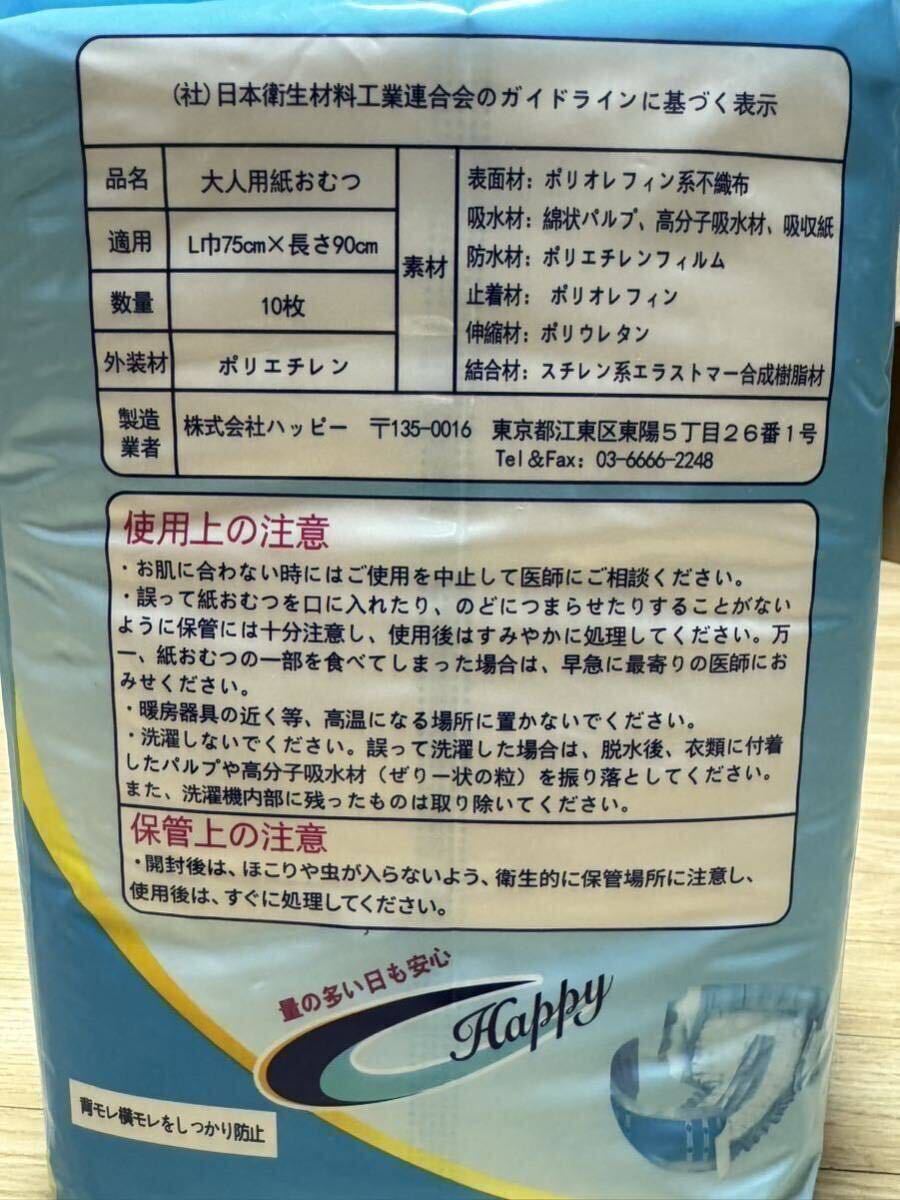 (社)日本衛生材料工業連合会のガイドラインに基づく表示
品名 大人用紙おむつ
適用 L巾75cm×長さ90cm
数量 10枚
外装材 ポリエチレン
素材
表面材: ポリオレフィン系不織布
吸水材: 綿状パルプ、高分子吸水材、吸収紙
防水材: ポリエチレンフィルム
止着材: ポリオレフィン
伸縮材: ポリウレタン
結合材: スチレン系エラストマー合成樹脂材
製造
業者
株式会社ハッピー 〒135-0016 東京都江東区東陽5丁目26番1号
Tel&Fax: 03-6666-2248
使用上の注意
・お肌に合わない時にはご使用を中止して医師にご相談ください。
・誤って紙おむつを口に入れたり、のどにつまらせたりすることがない
ように保管には十分注意し、使用後はすみやかに処理してください。万
一、紙おむつの一部を食べてしまった場合は、早急に最寄りの医師にお
みせください。
・暖房器具の近く等、高温になる場所に置かないでください。
・洗濯しないでください。誤って洗濯した場合は、脱水後、衣類に付着
したパルプや高分子吸水材（ぜりー状の粒）を振り落としてください。
また、洗濯機内部に残ったものは取り除いてください。
保管上の注意
・開封後は、ほこりや虫が入らないよう、衛生的に保管場所に注意し、
使用後は、すぐに処理してください。
量の多い日も安心
Happy
背モレ横モレをしっかり防止